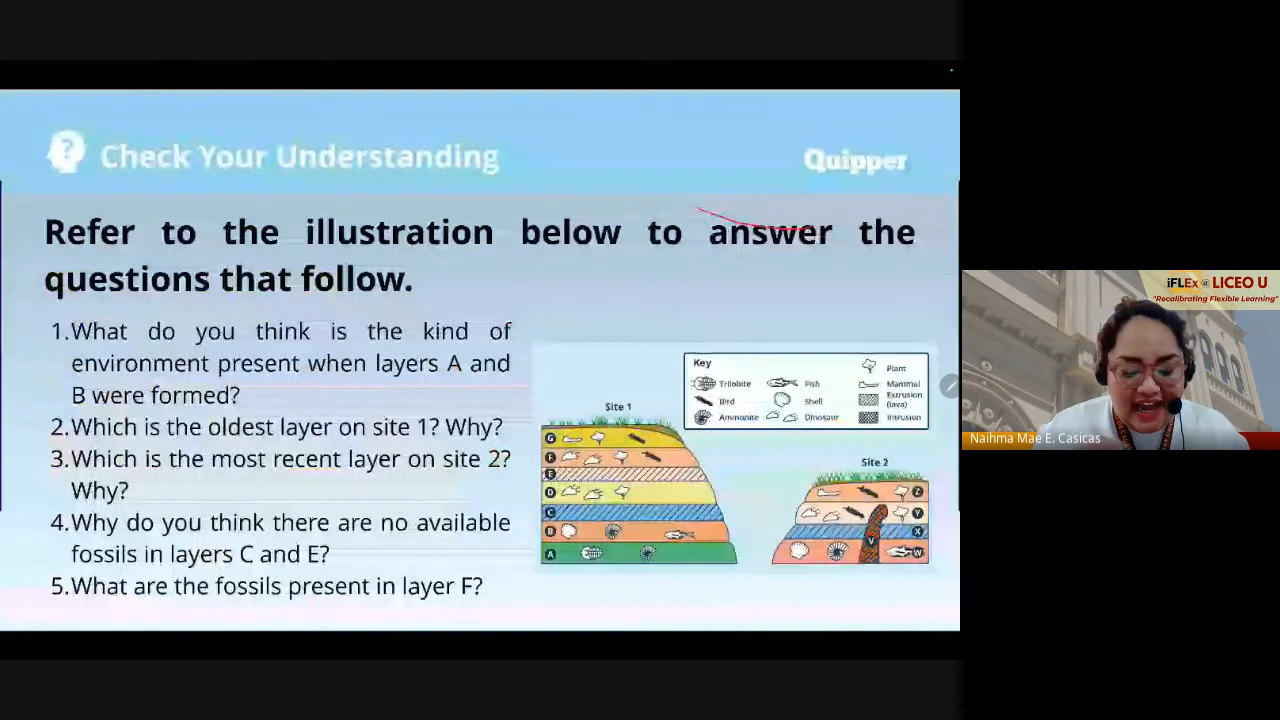 Check Your Understanding
Quipper
Refer to the illustration below to answer the
questions that follow.
1.What do you think is the kind of
environment present when layers A and
B were formed?
2.Which is the oldest layer on site 1? Why?
3.Which is the most recent layer on site 2?
Why?
4.Why do you think there are no available
fossils in layers C and E?
5.What are the fossils present in layer F?
Key
Trilobite
Bird
Ammonite
Fish
Shell
Dinosaur
Plant
Mammal
Extrusion
(lava)
Intrusion
Site 1
G
F
E
D
C
B
A
Site 2
Z
Y
X
V
W
iFLEx @ LICEO U
"Recalibrating Flexible Learning"
Naihma Mae E. Casicas